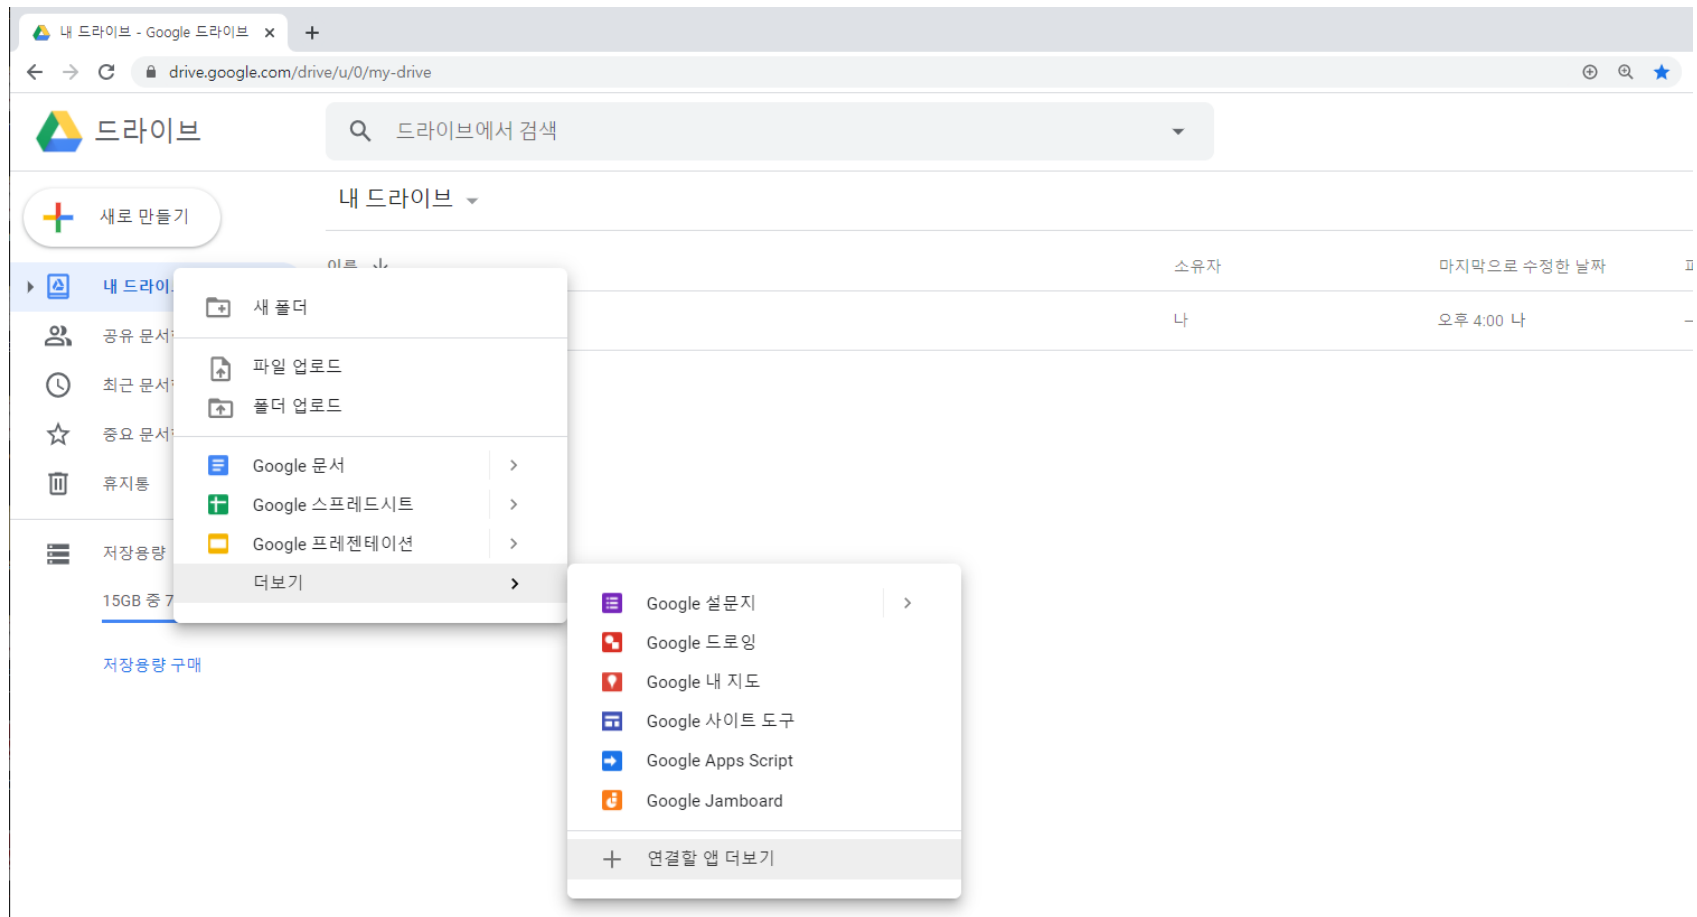 내 드라이브 - Google 드라이브
drive.google.com/drive/u/0/my-drive
드라이브
드라이브에서 검색
새로 만들기
내 드라이브
이름
소유자
마지막으로 수정한 날짜
나
오후 4:00 나
내 드라이
공유 문서
최근 문서
중요 문서
휴지통
저장용량
15GB 중 7
저장용량 구매
새 폴더
파일 업로드
폴더 업로드
Google 문서
Google 스프레드시트
Google 프레젠테이션
더보기
Google 설문지
Google 드로잉
Google 내 지도
Google 사이트 도구
Google Apps Script
Google Jamboard
연결할 앱 더보기